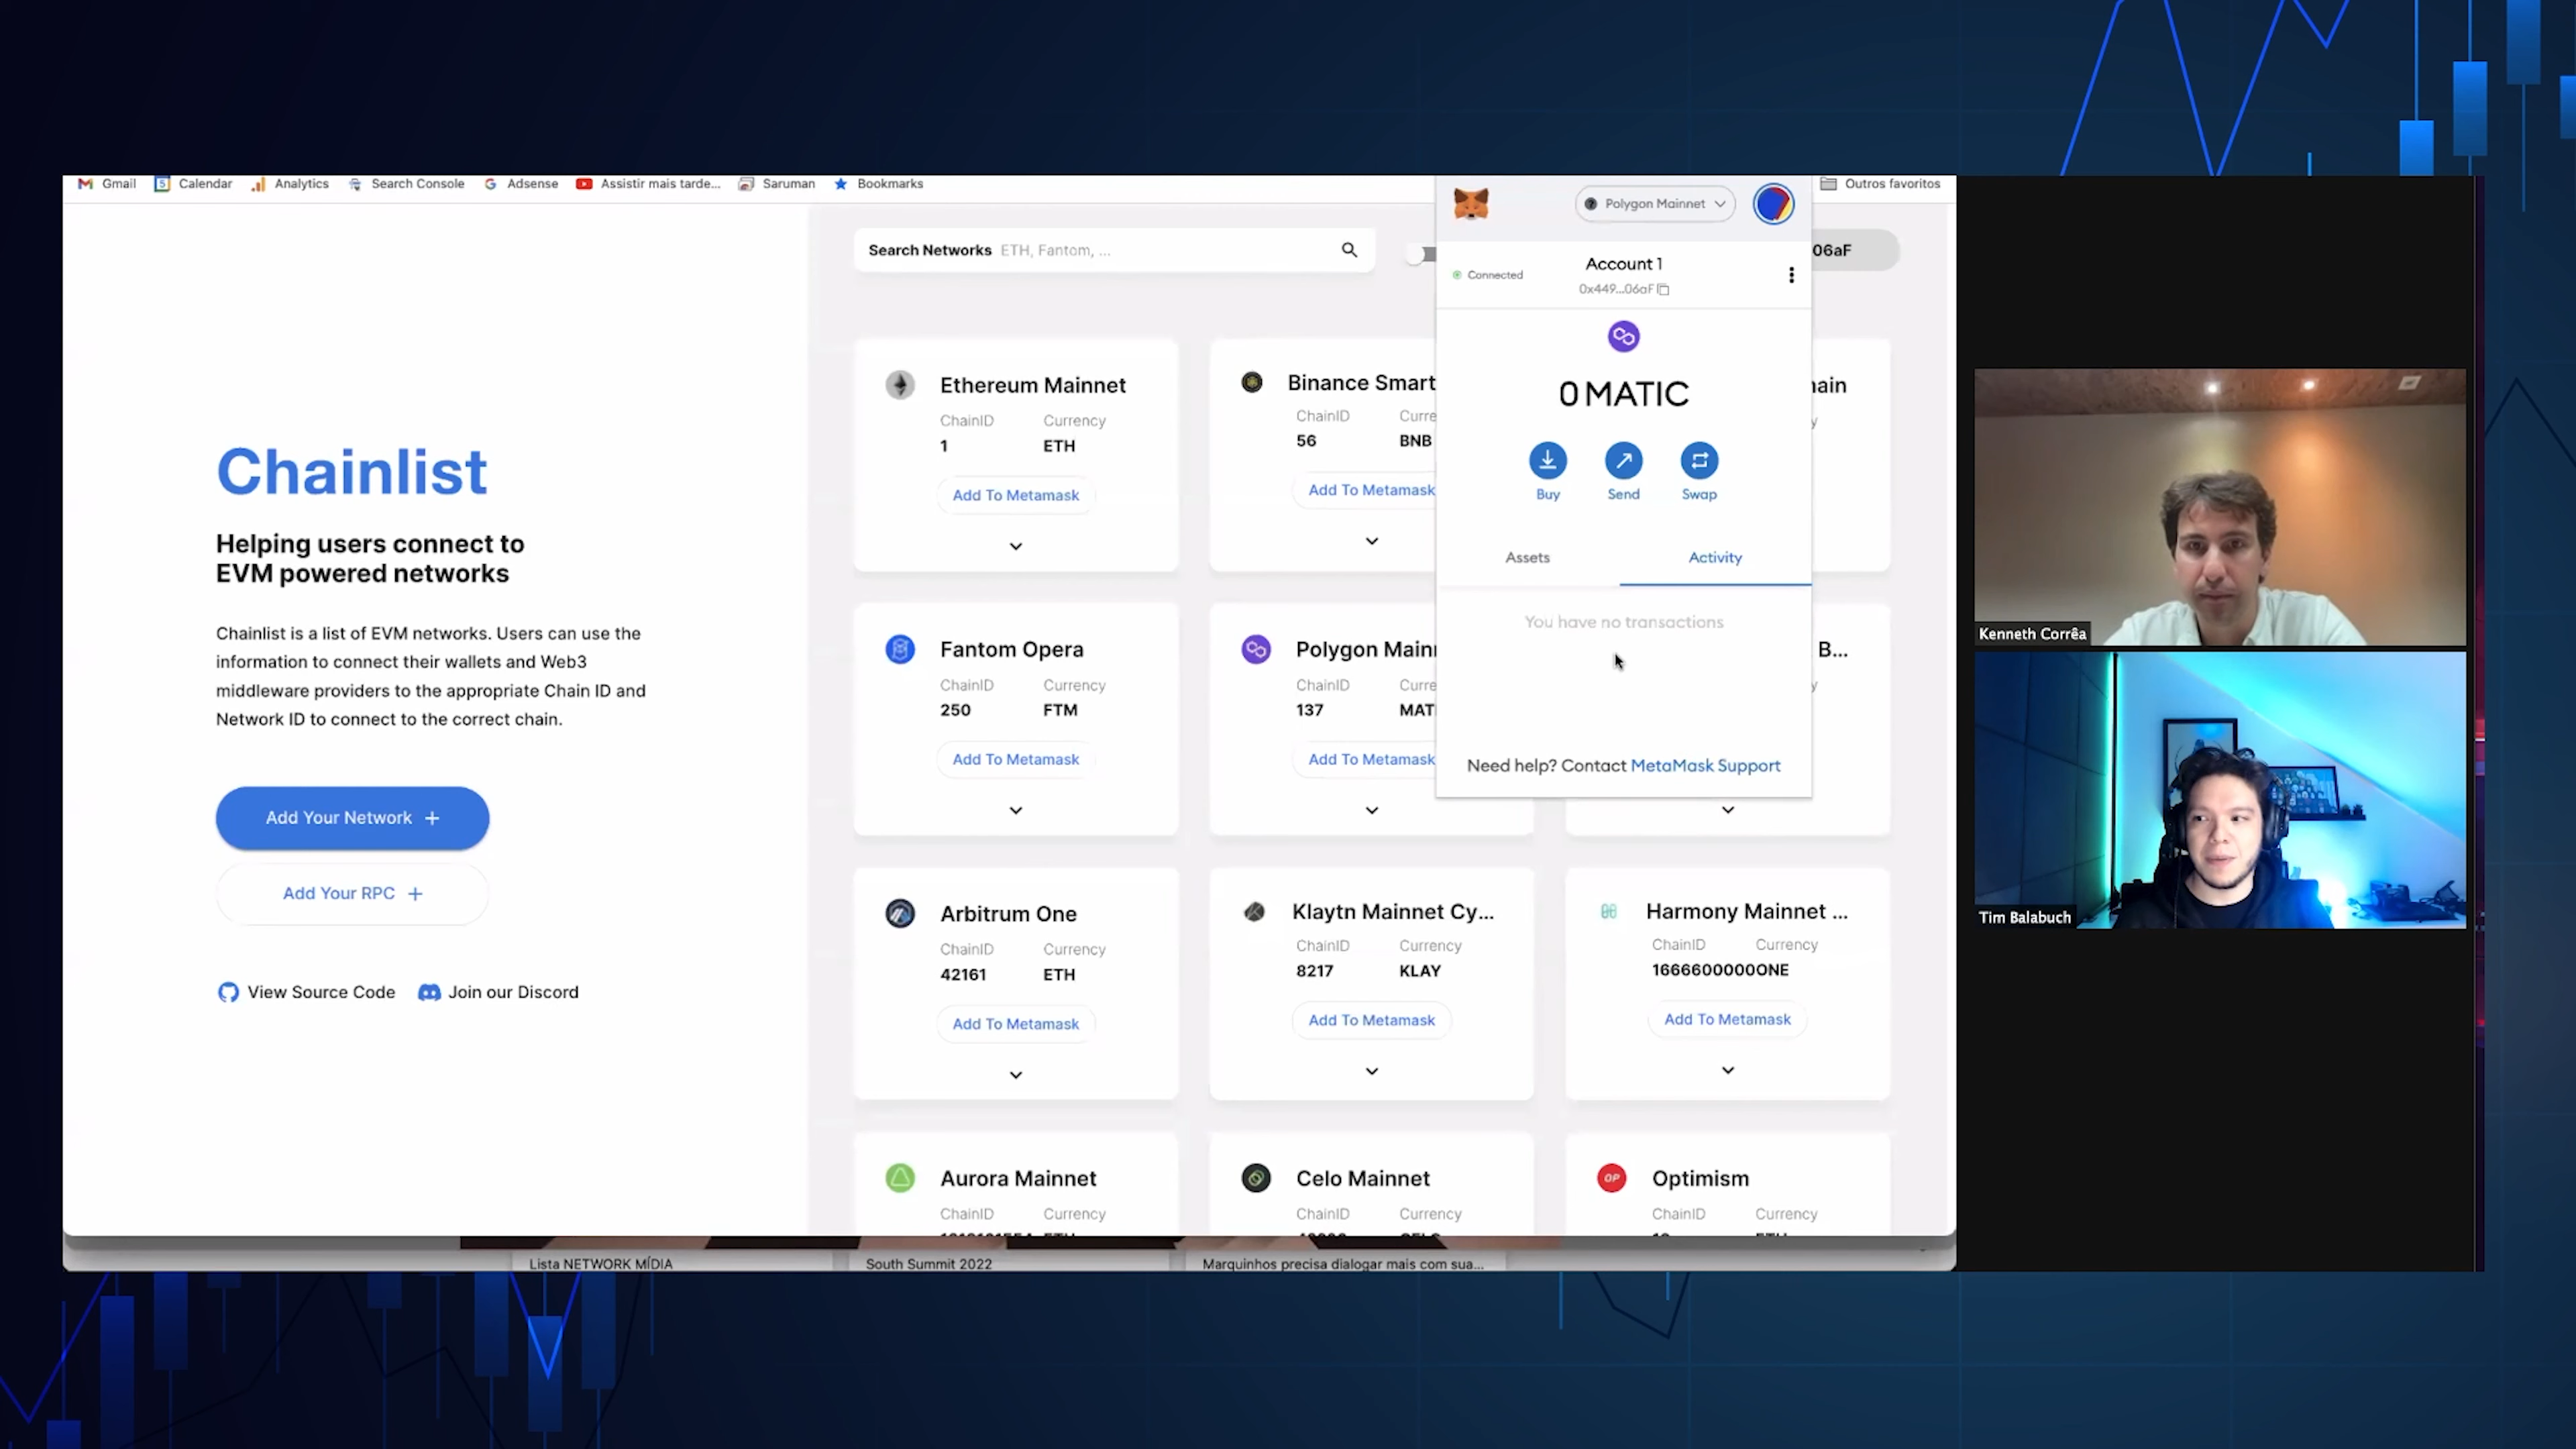 Gmail
Calendar
Analytics
Search Console
Adsense
Assistir mais tarde...
Saruman
Bookmarks
Outros favoritos
Chainlist
Helping users connect to
EVM powered networks
Chainlist is a list of EVM networks. Users can use the
information to connect their wallets and Web3
middleware providers to the appropriate Chain ID and
Network ID to connect to the correct chain.
Add Your Network +
Add Your RPC +
View Source Code
Join our Discord
Search Networks ETH, Fantom, ...
06aF
Ethereum Mainnet
ChainID Currency
1 ETH
Add To Metamask
Binance Smart
ChainID Curre
56 BNB
Add To Metamask
Fantom Opera
ChainID Currency
250 FTM
Add To Metamask
Polygon Main
ChainID Curre
137 MAT
Add To Metamask
B...
Arbitrum One
ChainID Currency
42161 ETH
Add To Metamask
Klaytn Mainnet Cy...
ChainID Currency
8217 KLAY
Add To Metamask
Harmony Mainnet ...
ChainID Currency
1666600000ONE
Add To Metamask
Aurora Mainnet
ChainID Currency
Celo Mainnet
ChainID Currency
OP
Optimism
ChainID Currency
Polygon Mainnet
Connected
Account 1
0x449...06aF
0 MATIC
Buy
Send
Swap
Assets
Activity
You have no transactions
Need help? Contact MetaMask Support
Lista NETWORK MÍDIA
South Summit 2022
Marquinhos precisa dialogar mais com sua...
Kenneth Corrêa
Tim Balabuch